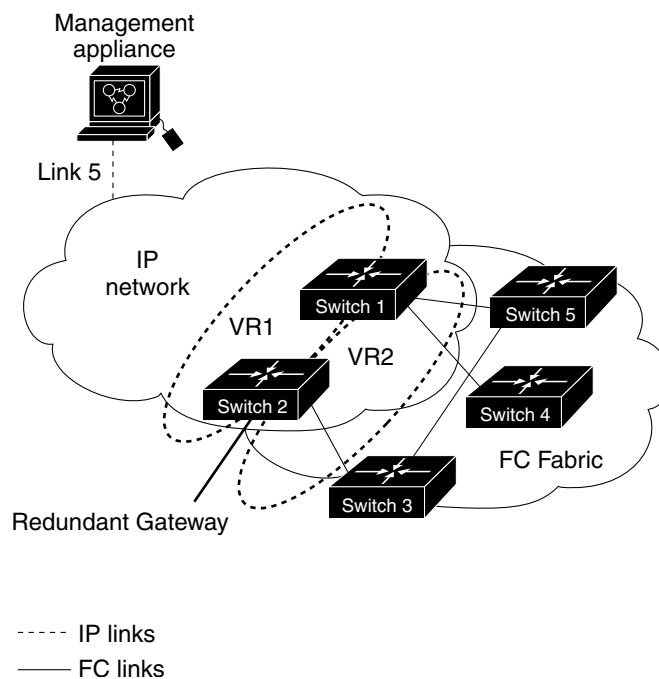 Management
appliance
Link 5
IP
network
Switch 1
Switch 5
VR1
VR2
Switch 2
Switch 4
FC Fabric
Switch 3
Redundant Gateway
IP links
FC links